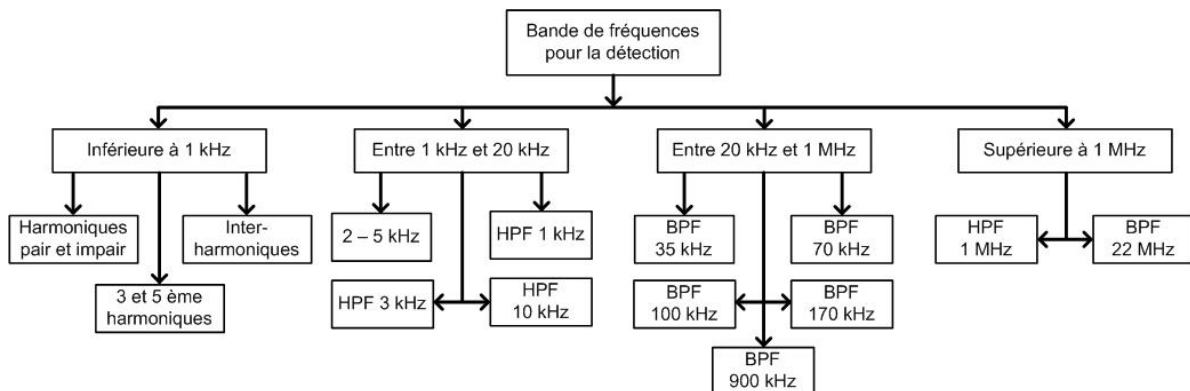 Bande de fréquences
pour la détection
Inférieure à 1 kHz
Entre 1 kHz et 20 kHz
Entre 20 kHz et 1 MHz
Supérieure à 1 MHz
Harmoniques
pair et impair
Inter-
harmoniques
3 et 5 ème
harmoniques
2 – 5 kHz
HPF 1 kHz
HPF 3 kHz
HPF
10 kHz
BPF
35 kHz
BPF
70 kHz
BPF
100 kHz
BPF
170 kHz
BPF
900 kHz
HPF
1 MHz
BPF
22 MHz